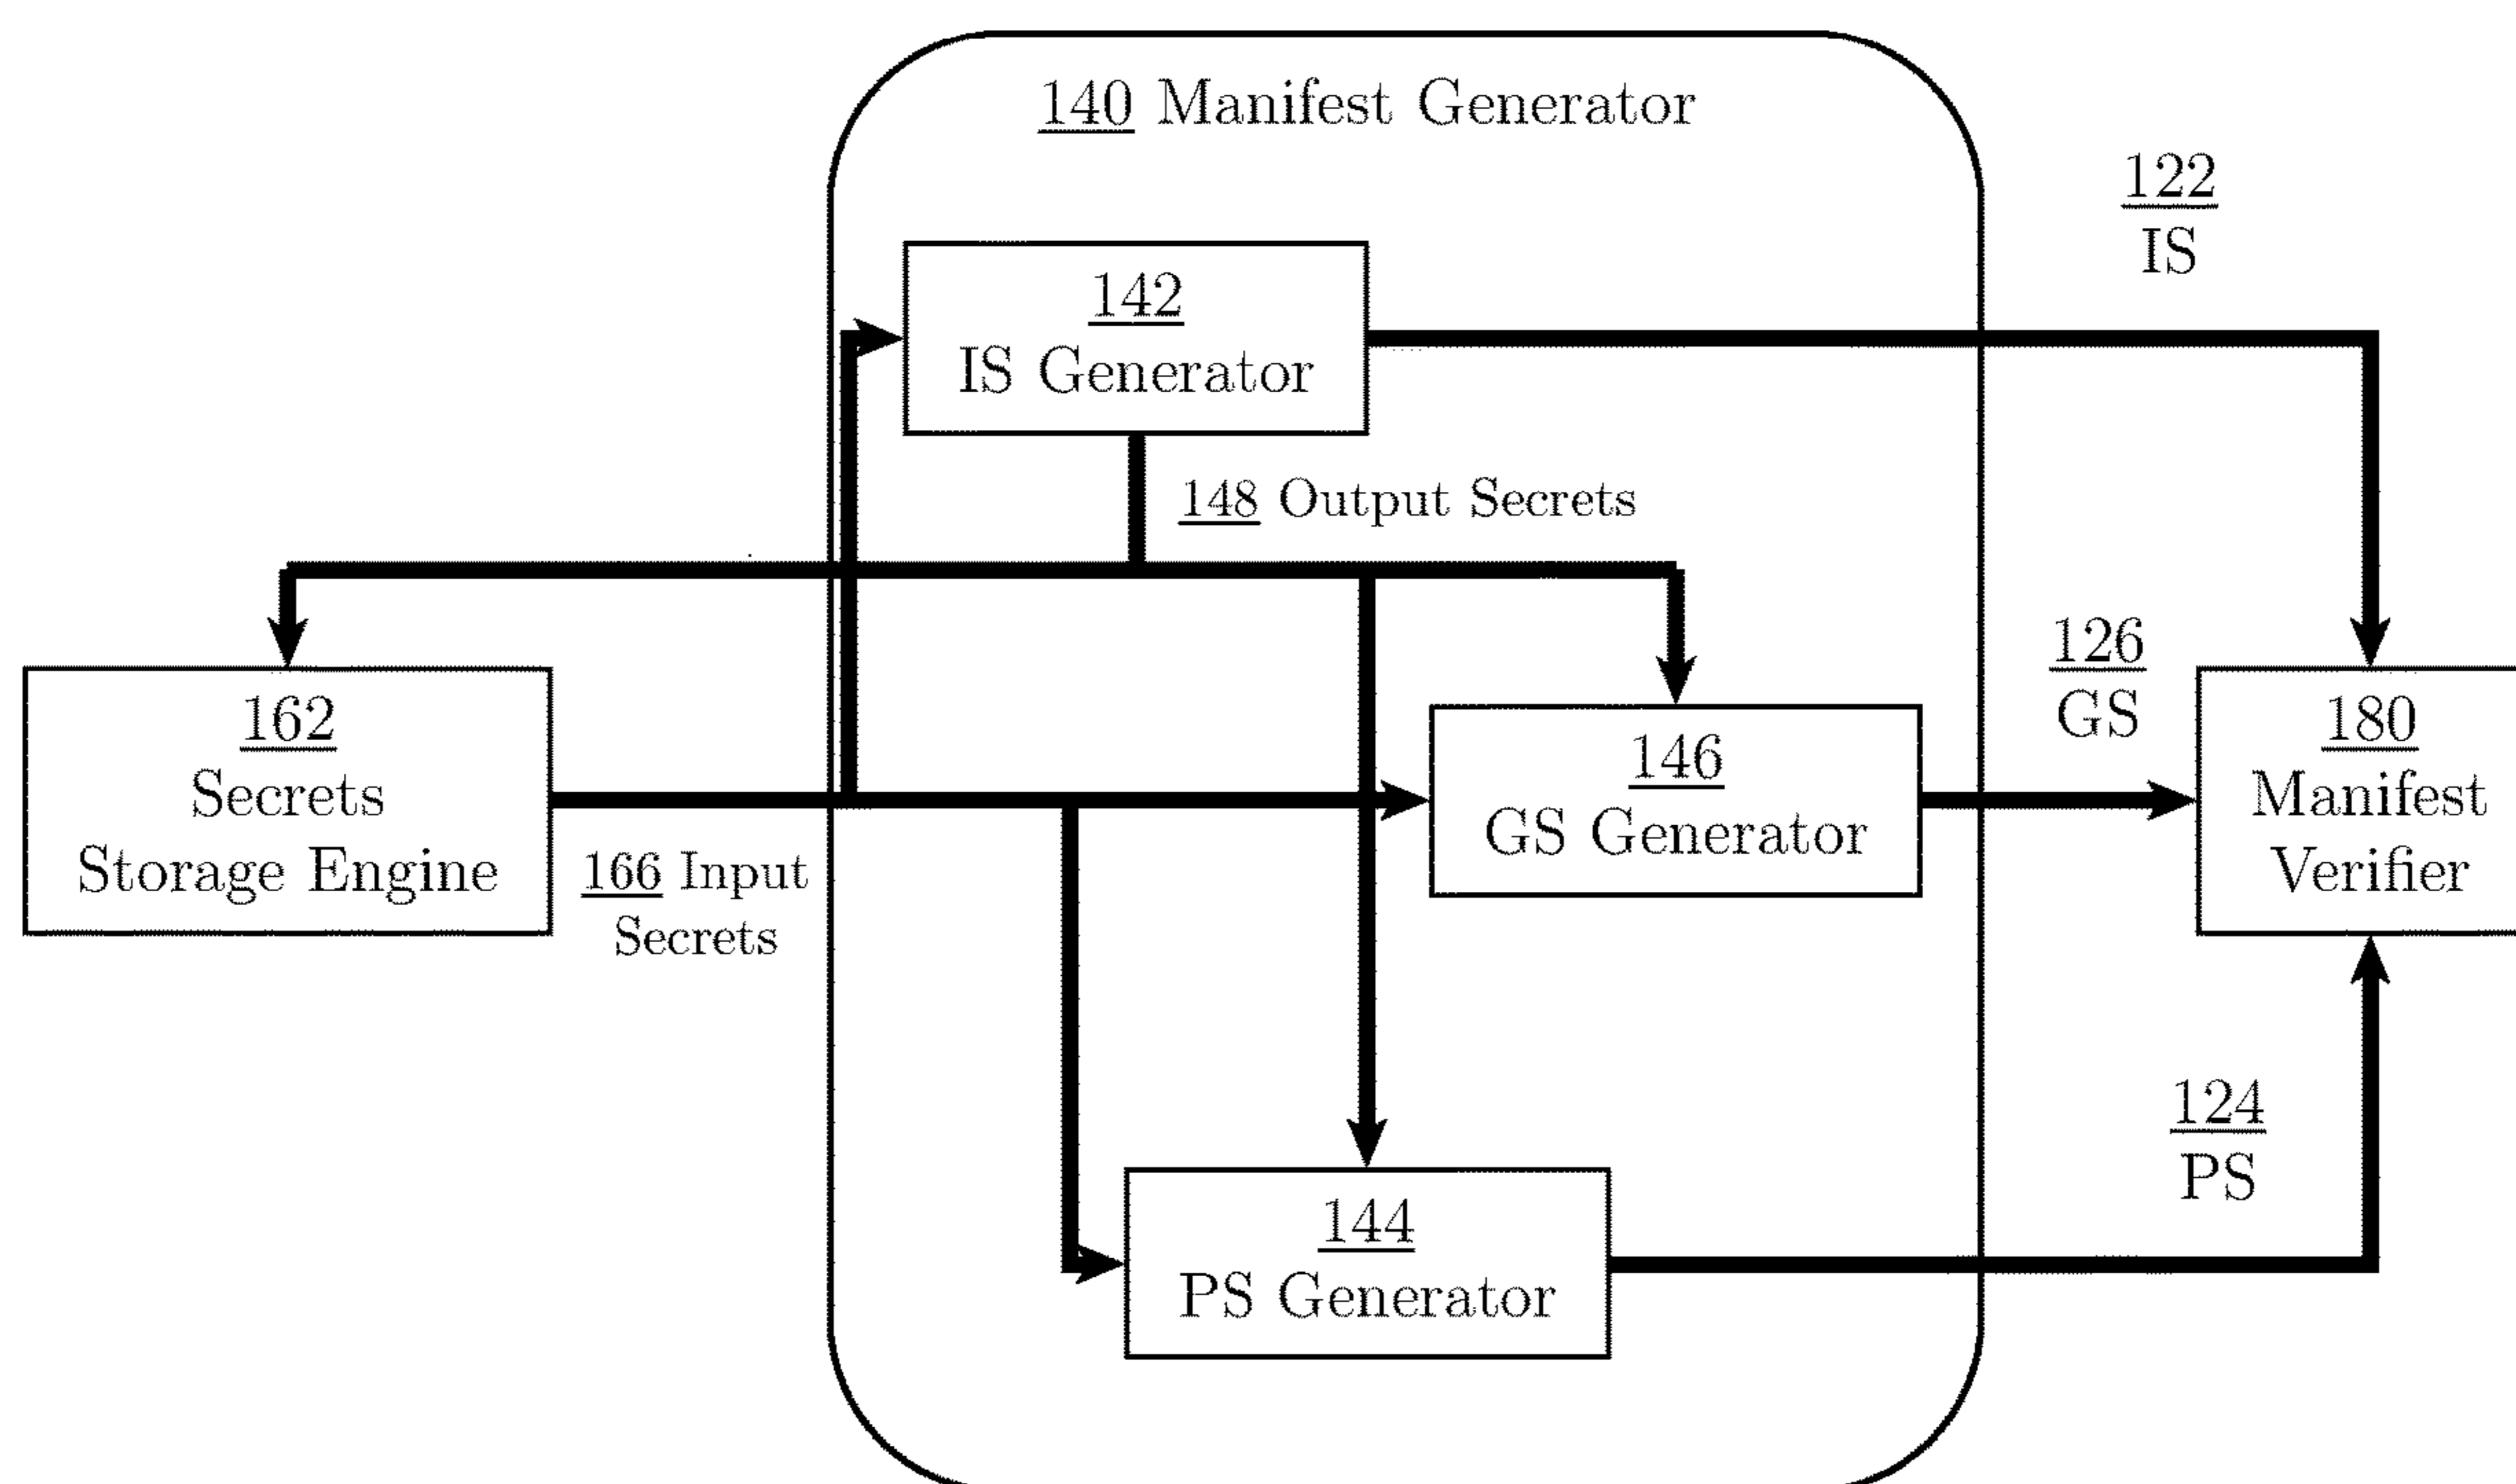 140 Manifest Generator
122
IS
142
IS Generator
148 Output Secrets
126
GS
162
Secrets
Storage Engine
166 Input
Secrets
146
GS Generator
180
Manifest
Verifier
124
PS
144
PS Generator